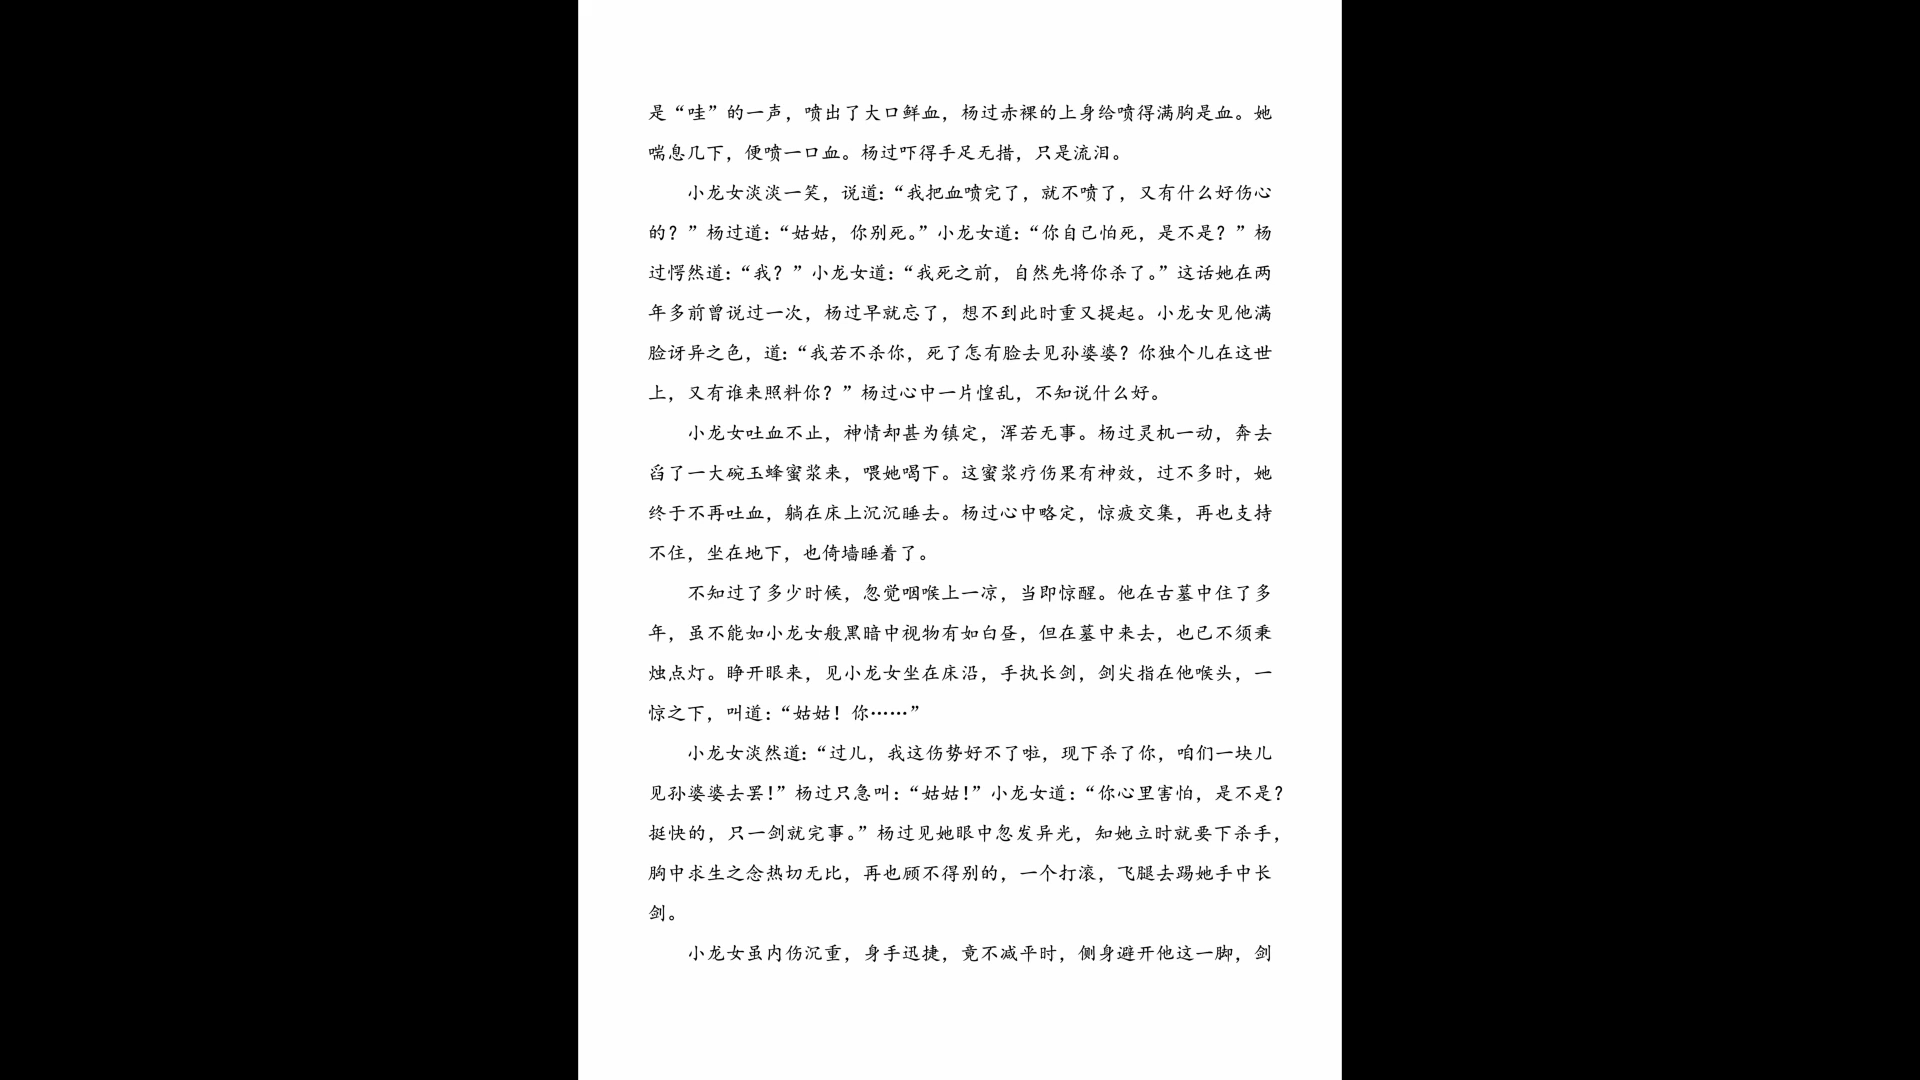 是“哇”的一声，喷出了大口鲜血，杨过赤裸的上身给喷得满胸是血。她
喘息几下，便喷一口血。杨过吓得手足无措，只是流泪。
小龙女淡淡一笑，说道：“我把血喷完了，就不喷了，又有什么好伤心
的？”杨过道：“姑姑，你别死。”小龙女道：“你自己怕死，是不是？”杨
过愕然道：“我？”小龙女道：“我死之前，自然先将你杀了。”这话她在两
年多前曾说过一次，杨过早就忘了，想不到此时重又提起。小龙女见他满
脸讶异之色，道：“我若不杀你，死了怎有脸去见孙婆婆？你独个儿在这世
上，又有谁来照料你？”杨过心中一片惶乱，不知说什么好。
小龙女吐血不止，神情却甚为镇定，浑若无事。杨过灵机一动，奔去
舀了一大碗玉蜂蜜浆来，喂她喝下。这蜜浆疗伤果有神效，过不多时，她
终于不再吐血，躺在床上沉沉睡去。杨过心中略定，惊疲交集，再也支持
不住，坐在地下，也倚墙睡着了。
不知过了多少时候，忽觉咽喉上一凉，当即惊醒。他在古墓中住了多
年，虽不能如小龙女般黑暗中视物有如白昼，但在墓中来去，也已不须秉
烛点灯。睁开眼来，见小龙女坐在床沿，手执长剑，剑尖指在他喉头，一
惊之下，叫道：“姑姑！你……”
小龙女淡然道：“过儿，我这伤势好不了啦，现下杀了你，咱们一块儿
见孙婆婆去罢！”杨过只急叫：“姑姑！”小龙女道：“你心里害怕，是不是？
挺快的，只一剑就完事。”杨过见她眼中忽发异光，知她立时就要下杀手，
胸中求生之念热切无比，再也顾不得别的，一个打滚，飞腿去踢她手中长
剑。
小龙女虽内伤沉重，身手迅捷，竟不减平时，侧身避开他这一脚，剑